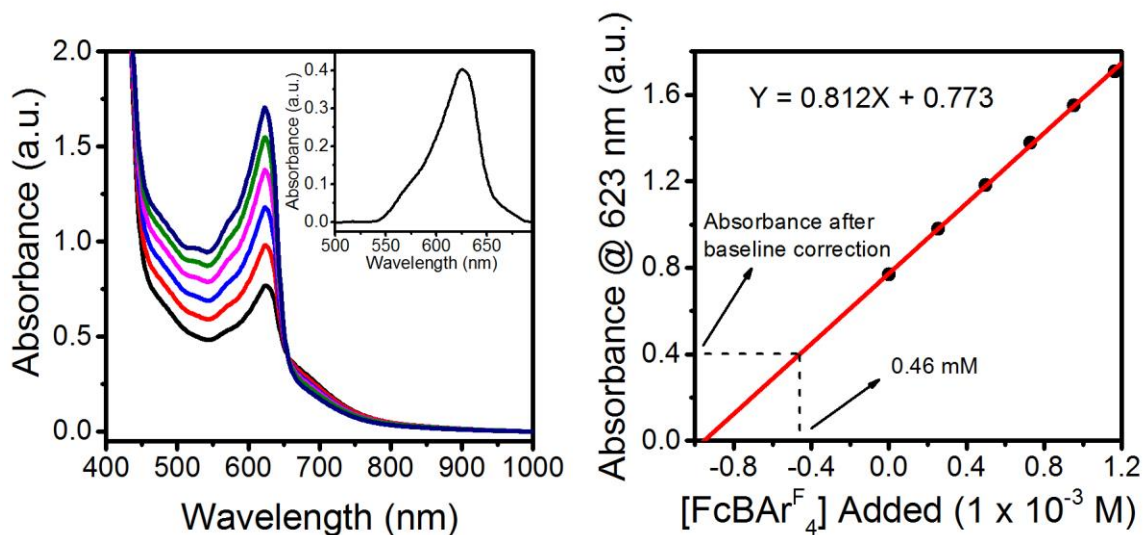 2.0
1.5
1.0
0.5
0.0
400 500 600 700 800 900 1000
Absorbance (a.u.)
Wavelength (nm)
0.4
0.3
0.2
0.1
0.0
500 550 600 650
Absorbance (a.u.)
Wavelength (nm)
Absorbance @ 623 nm (a.u.)
1.6
1.2
0.8
0.4
0.0
-0.8 -0.4 0.0 0.4 0.8 1.2
Y = 0.812X + 0.773
Absorbance after
baseline correction
0.46 mM
[FcBArF4] Added (1 x 10-3 M)